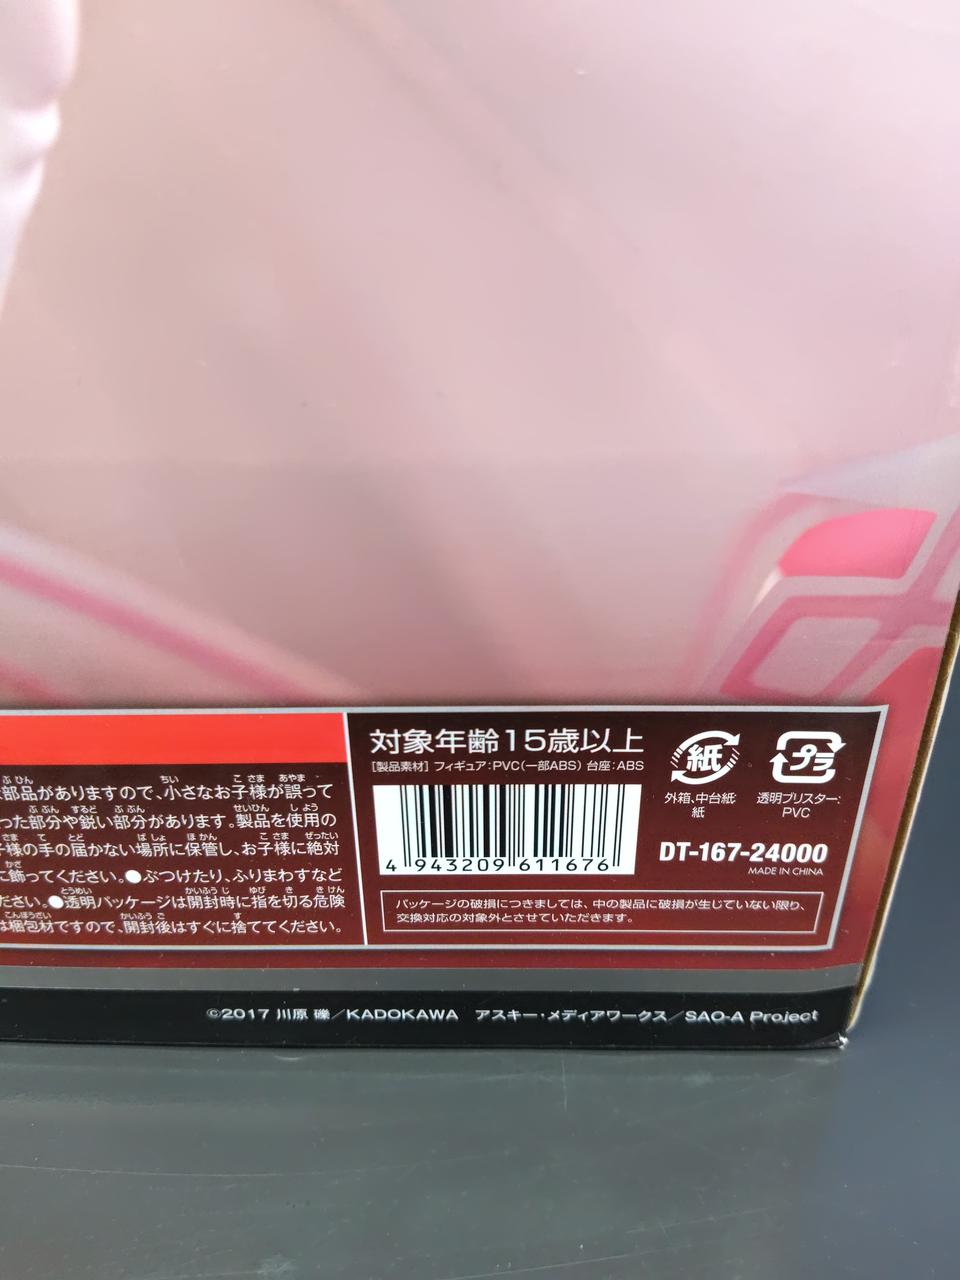 部品がありますので、小さなお子様が誤って
った部分や鋭い部分があります。製品を使用の
子様の手の届かない場所に保管し、お子様に絶対
に飾ってください。●ぶつけたり、ふりまわすなど
ださい。●透明パッケージは開封時に指を切る危険
は梱包材ですので、開封後はすぐに捨ててください。
対象年齢15歳以上
[製品素材] フィギュア:PVC(一部ABS) 台座:ABS
4 943209 611676
紙
外箱、中台紙:
紙
プラ
透明ブリスター:
PVC
DT-167-24000
MADE IN CHINA
パッケージの破損につきましては、中の製品に破損が生じていない限り、
交換対応の対象外とさせていただきます。
©2017 川原 礫／KADOKAWA アスキー・メディアワークス／SAO-A Project